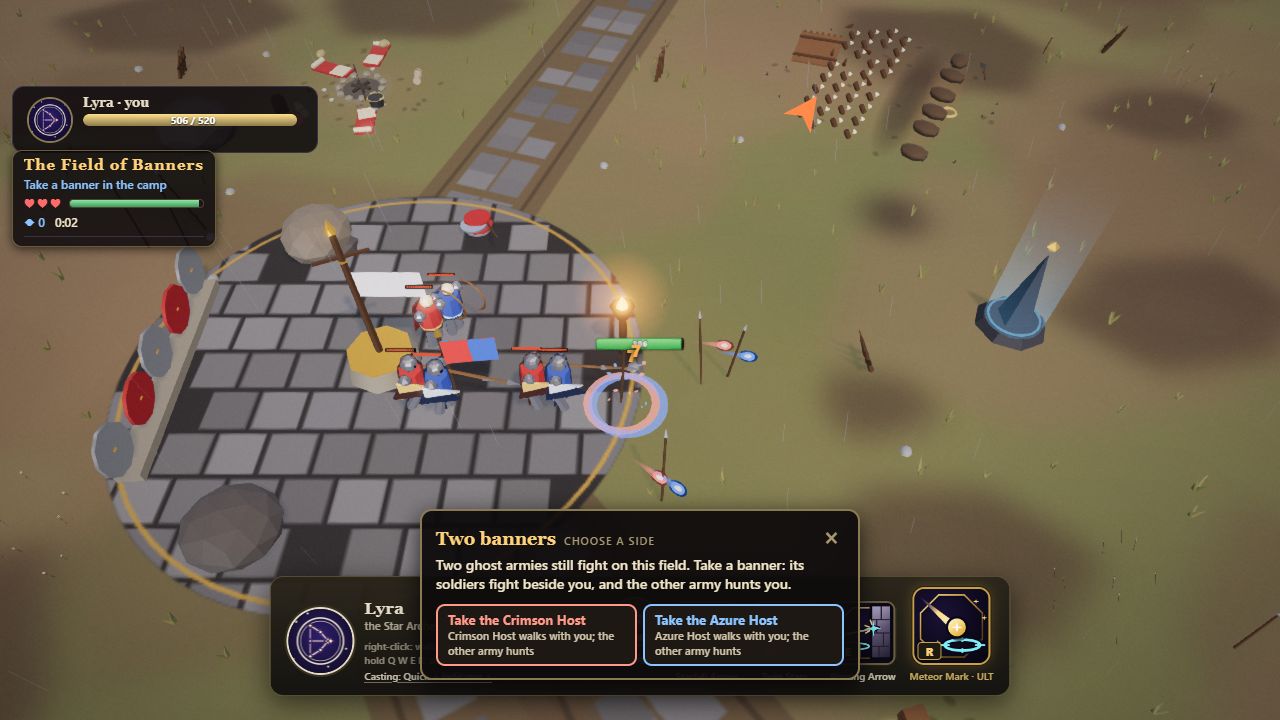 Lyra · you
506 / 520
The Field of Banners
Take a banner in the camp
0 0:02
7
Two banners CHOOSE A SIDE
Two ghost armies still fight on this field. Take a banner: its
soldiers fight beside you, and the other army hunts you.
Take the Crimson Host
Crimson Host walks with you; the
other army hunts
Take the Azure Host
Azure Host walks with you; the
other army hunts
Lyra
the Star
right-click:
hold Q W E
Casting:
Arrow
R
Meteor Mark · ULT